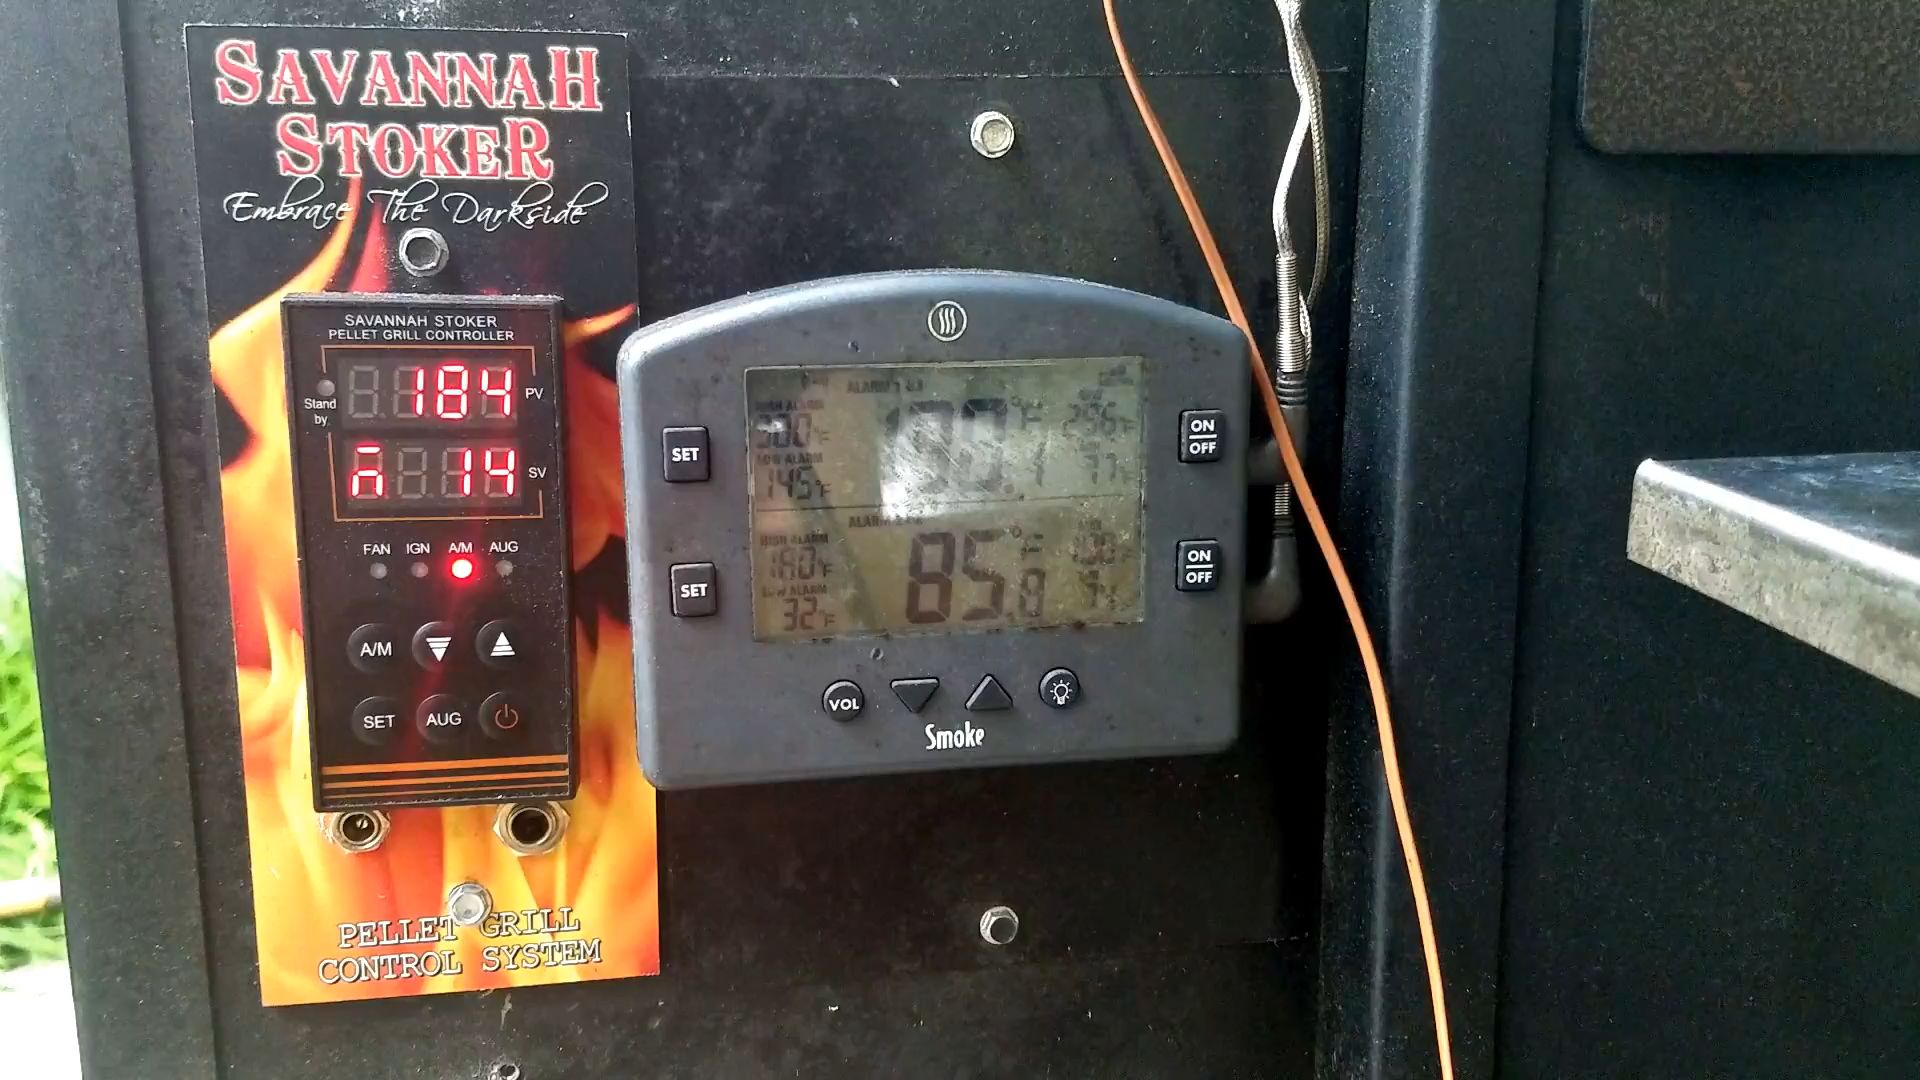 SAVANNAH
STOKER
Embrace The Darkside
SAVANNAH STOKER
PELLET GRILL CONTROLLER
184 PV
Stand
by
14 SV
FAN IGN A/M AUG
A/M
SET AUG
PELLET GRILL
CONTROL SYSTEM
SET
HIGH ALARM
300°F
LOW ALARM
145°F
ON
OFF
SET
HIGH ALARM
160°F
LOW ALARM
32°F
85.8°F
ON
OFF
VOL
Smoke